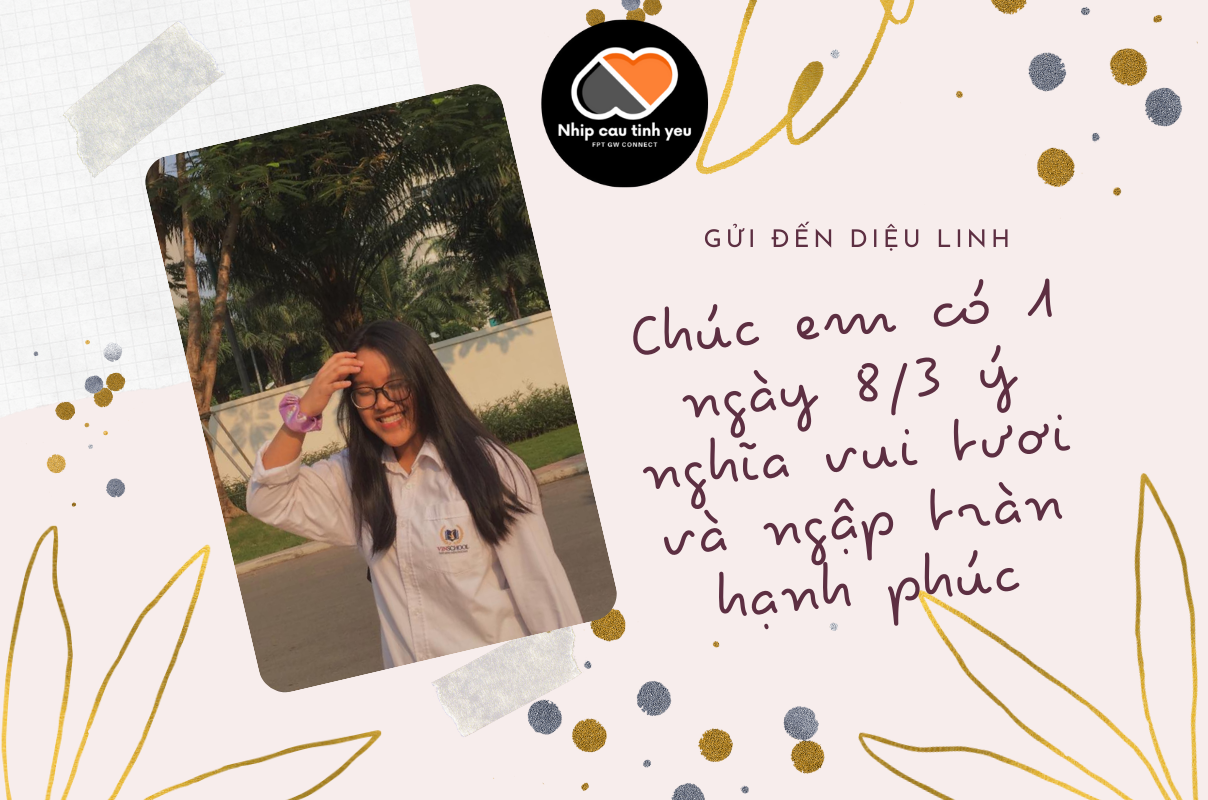 Nhip cau tinh yeu
FPT GW CONNECT
GỬI ĐẾN DIỆU LINH
Chúc em có 1
ngày 8/3 ý
nghĩa vui tươi
và ngập tràn
hạnh phúc
VINSCHOOL